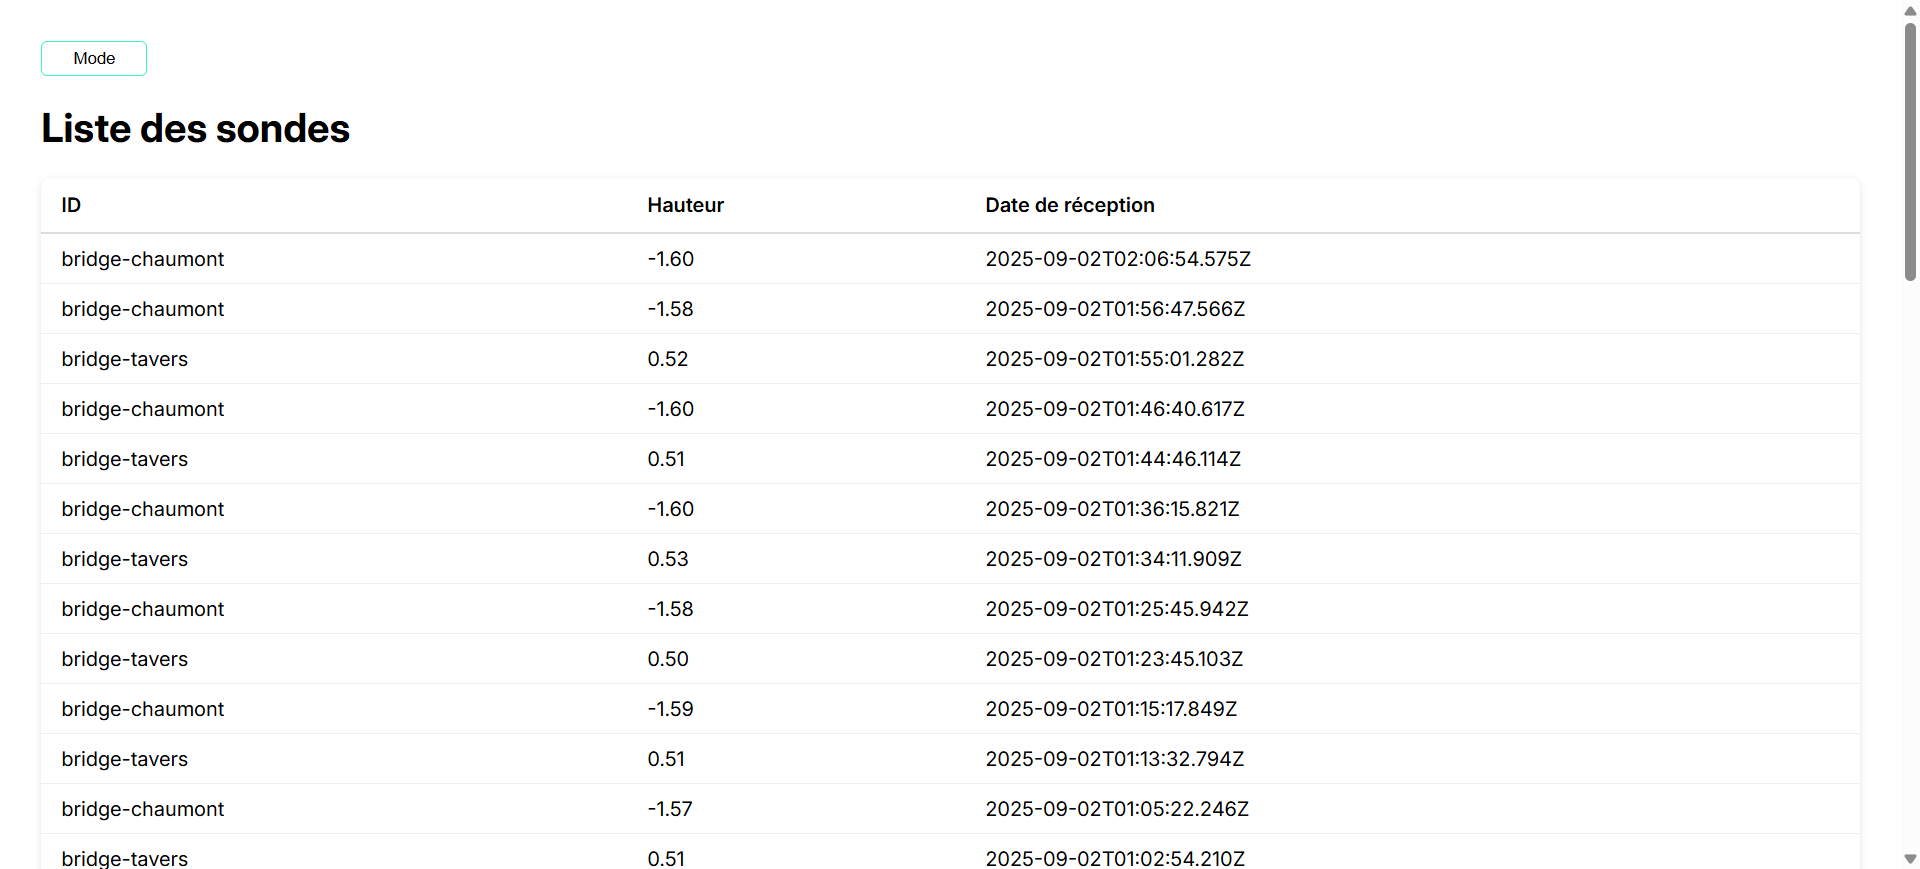 Mode
Liste des sondes
ID Hauteur Date de réception
bridge-chaumont -1.60 2025-09-02T02:06:54.575Z
bridge-chaumont -1.58 2025-09-02T01:56:47.566Z
bridge-tavers 0.52 2025-09-02T01:55:01.282Z
bridge-chaumont -1.60 2025-09-02T01:46:40.617Z
bridge-tavers 0.51 2025-09-02T01:44:46.114Z
bridge-chaumont -1.60 2025-09-02T01:36:15.821Z
bridge-tavers 0.53 2025-09-02T01:34:11.909Z
bridge-chaumont -1.58 2025-09-02T01:25:45.942Z
bridge-tavers 0.50 2025-09-02T01:23:45.103Z
bridge-chaumont -1.59 2025-09-02T01:15:17.849Z
bridge-tavers 0.51 2025-09-02T01:13:32.794Z
bridge-chaumont -1.57 2025-09-02T01:05:22.246Z
bridge-tavers 0.51 2025-09-02T01:02:54.210Z